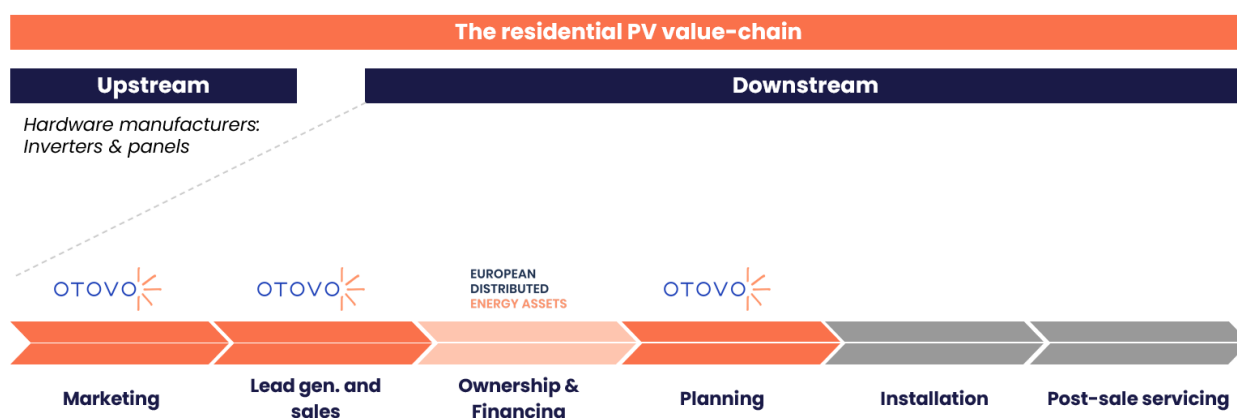 The residential PV value-chain
Upstream
Downstream
Hardware manufacturers:
Inverters & panels
OTOVO
OTOVO
EUROPEAN
DISTRIBUTED
ENERGY ASSETS
OTOVO
Marketing
Lead gen. and
sales
Ownership &
Financing
Planning
Installation
Post-sale servicing